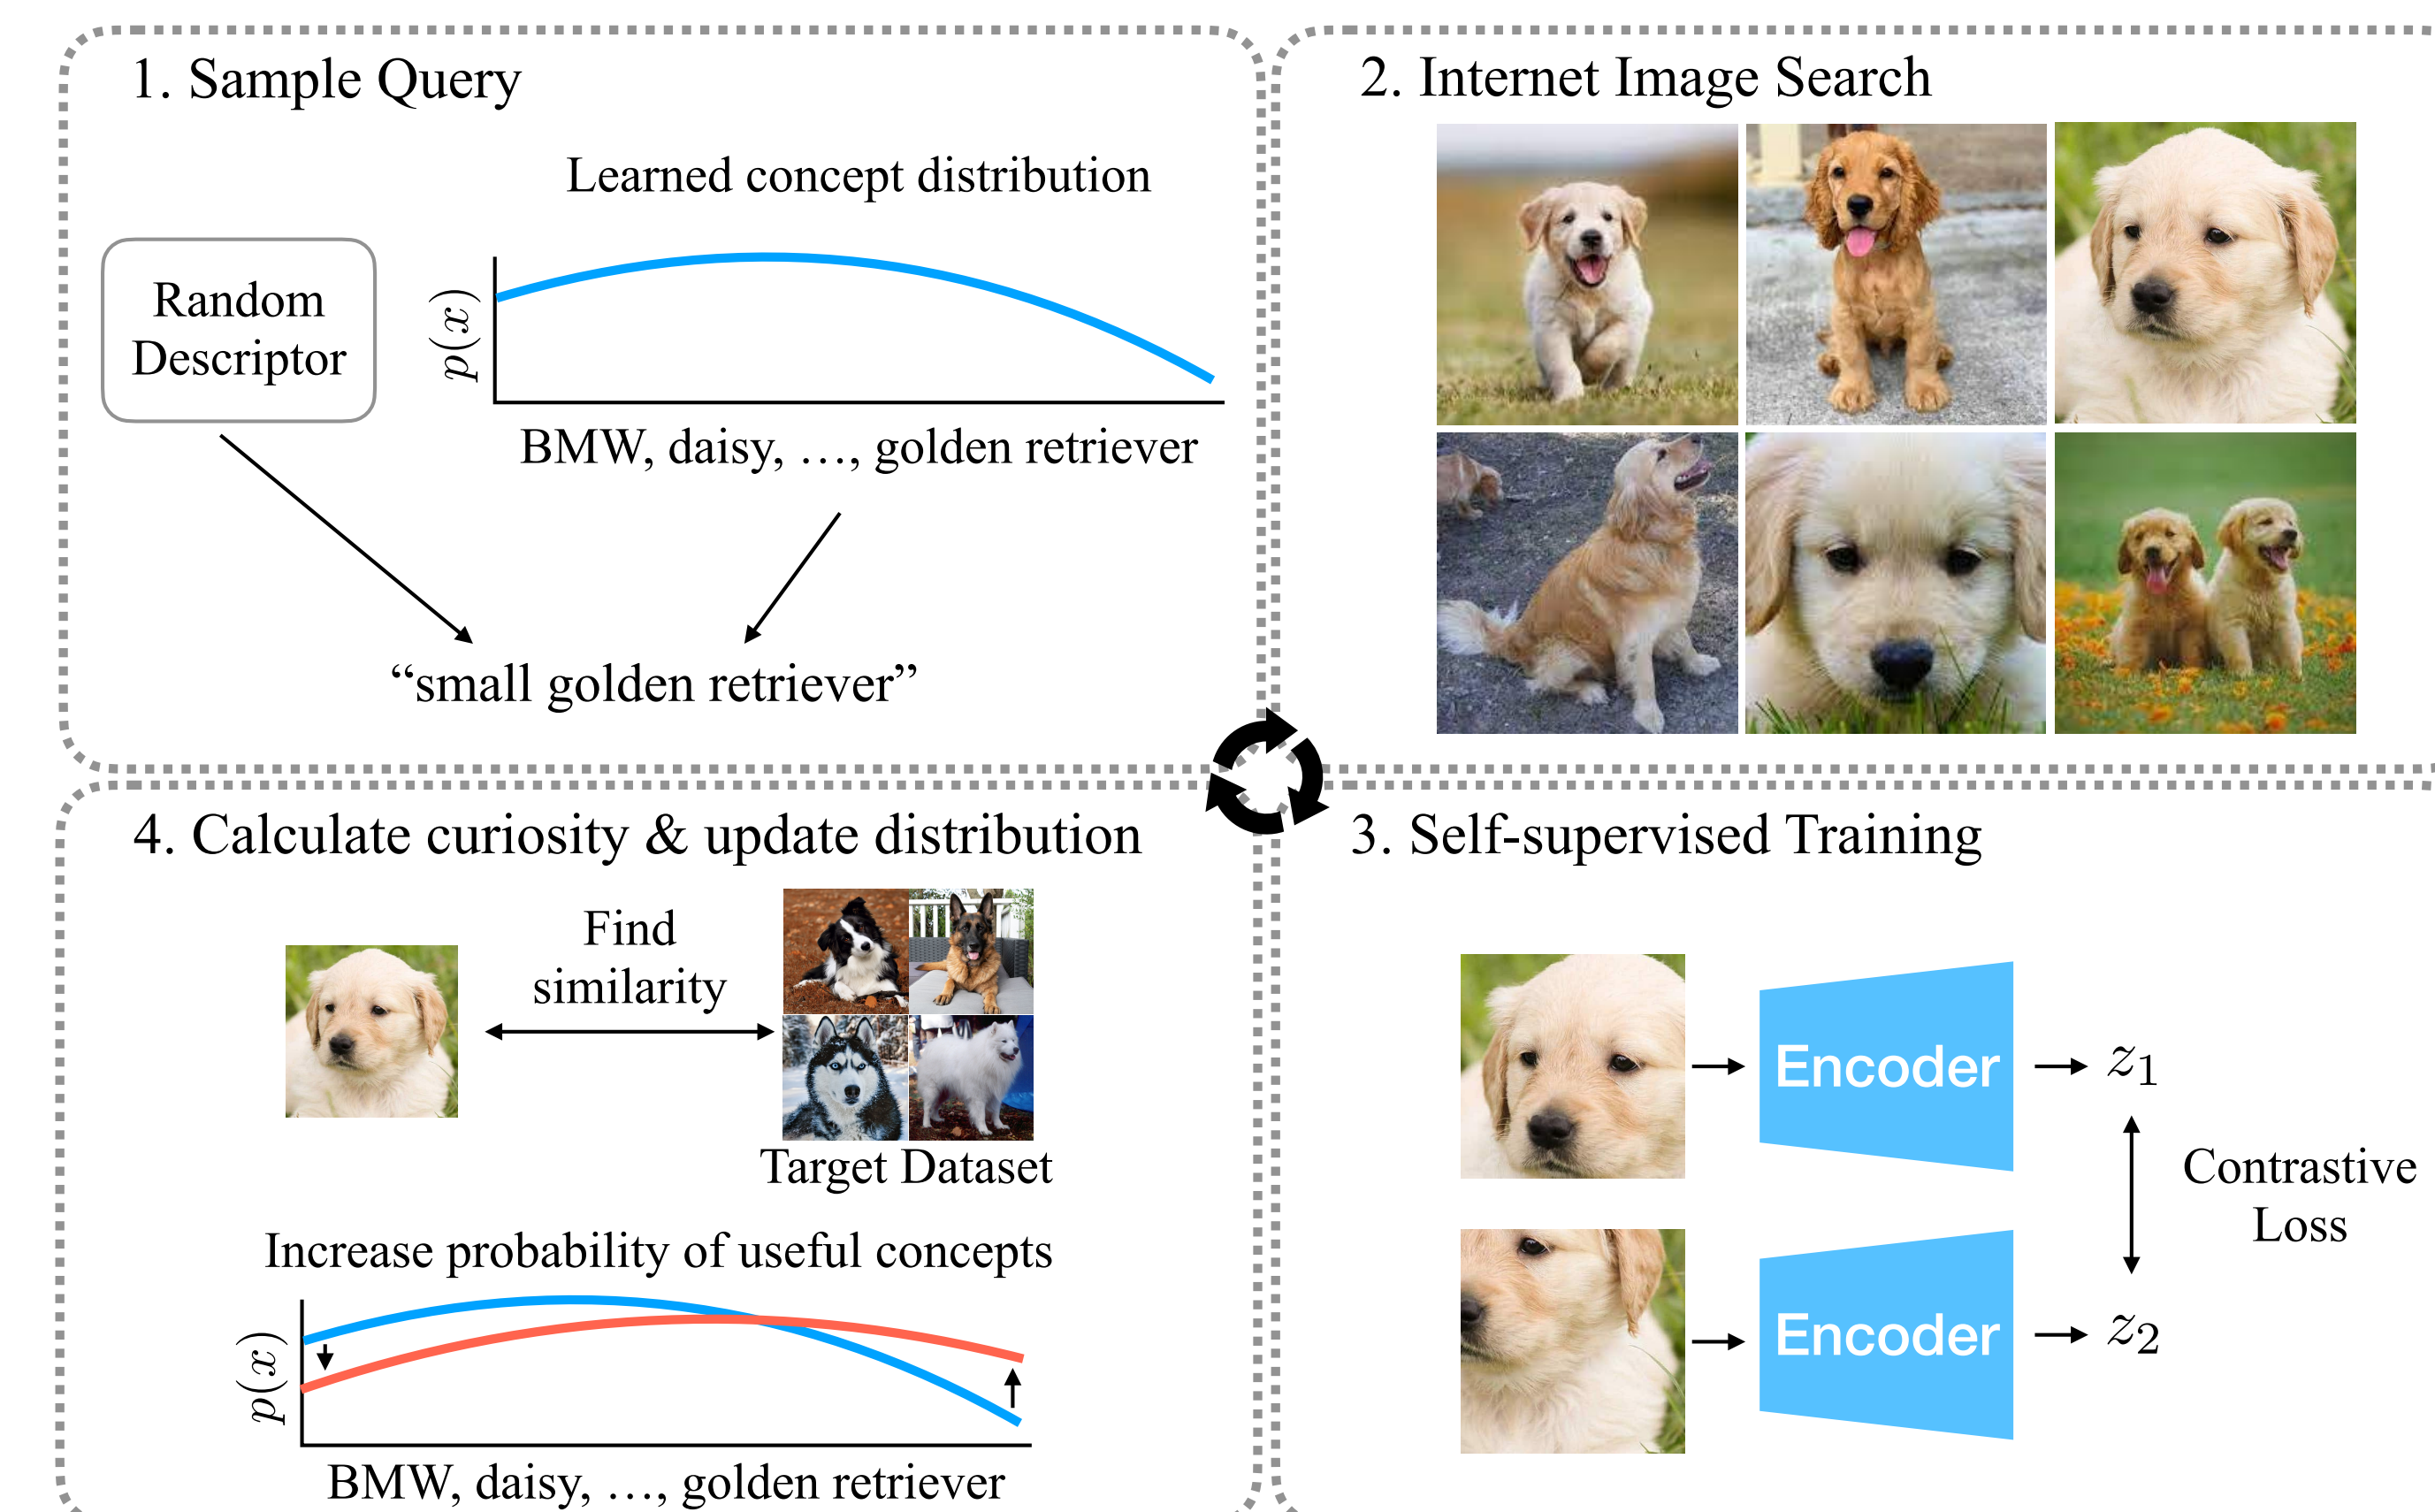 1. Sample Query
Learned concept distribution
Random
Descriptor
p(x)
BMW, daisy, …, golden retriever
“small golden retriever”
2. Internet Image Search
3. Self-supervised Training
Encoder
z₁
Contrastive
Loss
Encoder
z₂
4. Calculate curiosity & update distribution
Find
similarity
Target Dataset
Increase probability of useful concepts
p(x)
BMW, daisy, …, golden retriever